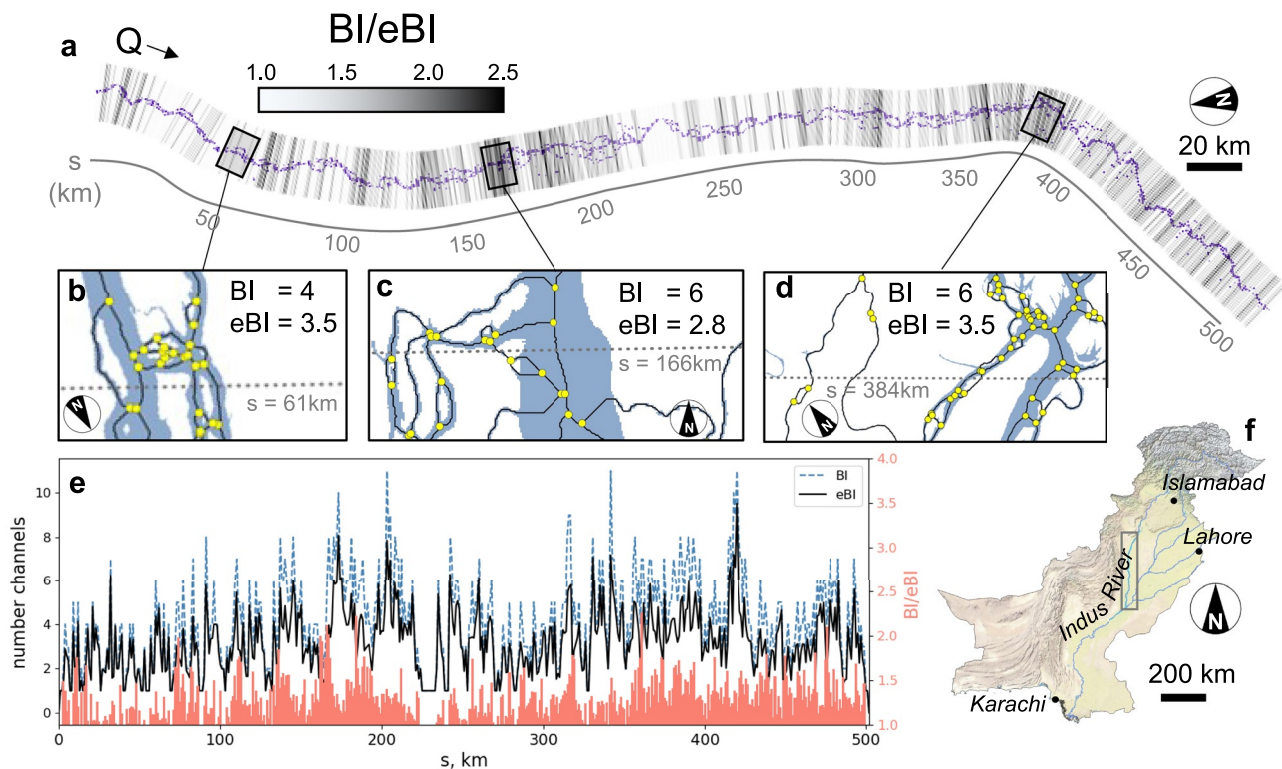 a
Q
BI/eBI
1.0 1.5 2.0 2.5
N
20 km
s
(km)
50 100 150 200 250 300 350 400 450 500
b
BI = 4
eBI = 3.5
s = 61km
N
c
BI = 6
eBI = 2.8
s = 166km
N
d
BI = 6
eBI = 3.5
s = 384km
N
e
BI
eBI
number channels
10
8
6
4
2
0
4.0
3.5
3.0
2.5
2.0
1.5
1.0
BI/eBI
0 100 200 300 400 500
s, km
f
Islamabad
Lahore
Indus River
N
200 km
Karachi